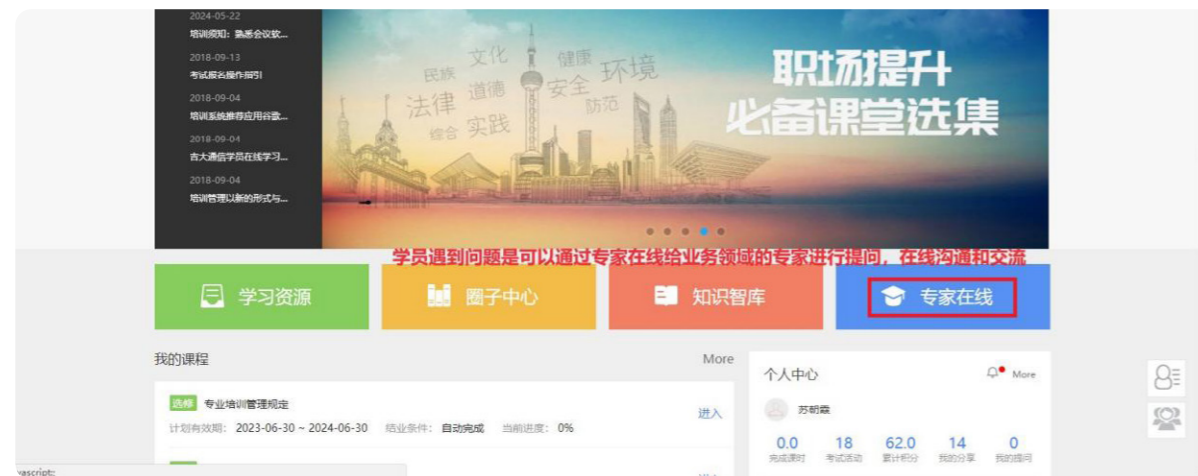 2024-05-22
培训须知：熟悉会议软...
2018-09-13
考试报名操作指引
2018-09-04
培训系统推荐应用谷歌...
2018-09-04
吉大通信学员在线学习...
2018-09-04
培训管理以新的形式与...
文化
健康
民族
道德
安全
环境
法律
防范
综合
实践
职场提升
必备课堂选集
学员遇到问题是可以通过专家在线给业务领域的专家进行提问，在线沟通和交流
学习资源
圈子中心
知识智库
专家在线
我的课程
More
选修 专业培训管理规定
计划有效期： 2023-06-30 ~ 2024-06-30 结业条件： 自动完成 当前进度： 0%
进入
个人中心
More
苏朝霖
0.0 18 62.0 14 0
完成课时 考试活动 累计积分 我的分享 我的提问
vascript: